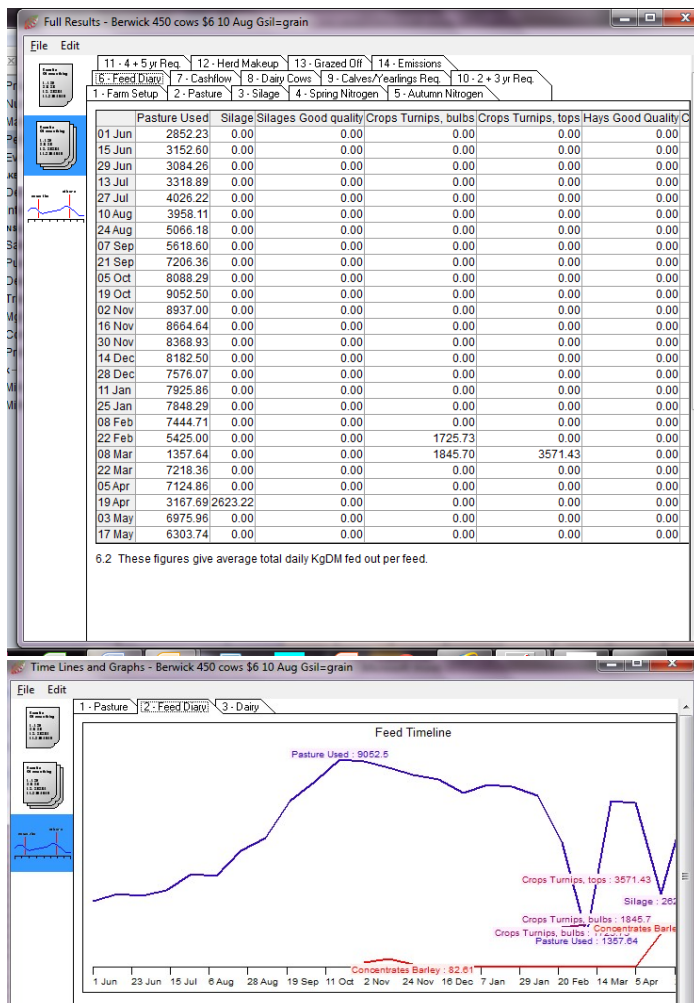 Full Results - Berwick 450 cows $6 10 Aug Gsil=grain
File Edit
11 - 4 + 5 yr Req. 12 - Herd Makeup 13 - Grazed Off 14 - Emissions
6 - Feed Diary 7 - Cashflow 8 - Dairy Cows 9 - Calves/Yearlings Req. 10 - 2 + 3 yr Req.
1 - Farm Setup 2 - Pasture 3 - Silage 4 - Spring Nitrogen 5 - Autumn Nitrogen
Pasture Used Silage Silages Good quality Crops Turnips, bulbs Crops Turnips, tops Hays Good Quality C
01 Jun 2852.23 0.00 0.00 0.00 0.00 0.00
15 Jun 3152.60 0.00 0.00 0.00 0.00 0.00
29 Jun 3084.26 0.00 0.00 0.00 0.00 0.00
13 Jul 3318.89 0.00 0.00 0.00 0.00 0.00
27 Jul 4026.22 0.00 0.00 0.00 0.00 0.00
10 Aug 3958.11 0.00 0.00 0.00 0.00 0.00
24 Aug 5066.18 0.00 0.00 0.00 0.00 0.00
07 Sep 5618.60 0.00 0.00 0.00 0.00 0.00
21 Sep 7206.36 0.00 0.00 0.00 0.00 0.00
05 Oct 8088.29 0.00 0.00 0.00 0.00 0.00
19 Oct 9052.50 0.00 0.00 0.00 0.00 0.00
02 Nov 8937.00 0.00 0.00 0.00 0.00 0.00
16 Nov 8664.64 0.00 0.00 0.00 0.00 0.00
30 Nov 8368.93 0.00 0.00 0.00 0.00 0.00
14 Dec 8182.50 0.00 0.00 0.00 0.00 0.00
28 Dec 7576.07 0.00 0.00 0.00 0.00 0.00
11 Jan 7925.86 0.00 0.00 0.00 0.00 0.00
25 Jan 7848.29 0.00 0.00 0.00 0.00 0.00
08 Feb 7444.71 0.00 0.00 0.00 0.00 0.00
22 Feb 5425.00 0.00 0.00 1725.73 0.00 0.00
08 Mar 1357.64 0.00 0.00 1845.70 3571.43 0.00
22 Mar 7218.36 0.00 0.00 0.00 0.00 0.00
05 Apr 7124.86 0.00 0.00 0.00 0.00 0.00
19 Apr 3167.69 2623.22 0.00 0.00 0.00 0.00
03 May 6975.96 0.00 0.00 0.00 0.00 0.00
17 May 6303.74 0.00 0.00 0.00 0.00 0.00
6.2 These figures give average total daily KgDM fed out per feed.
Time Lines and Graphs - Berwick 450 cows $6 10 Aug Gsil=grain
File Edit
1 - Pasture 2 - Feed Diary 3 - Dairy
Feed Timeline
Pasture Used : 9052.5
Crops Turnips, tops : 3571.43
Silage : 262
Crops Turnips, bulbs : 1845.7
Crops Turnips, bulbs : 1725.73
Concentrates Barle
Pasture Used : 1357.64
Concentrates Barley : 82.61
1 Jun 23 Jun 15 Jul 6 Aug 28 Aug 19 Sep 11 Oct 2 Nov 24 Nov 16 Dec 7 Jan 29 Jan 20 Feb 14 Mar 5 Apr